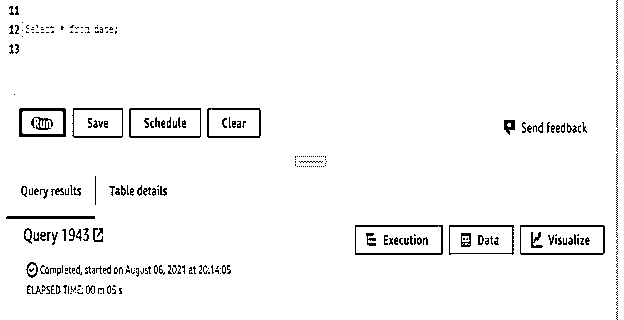 11
12 Select * from date;
13
Run Save Schedule Clear
Send feedback
Query results Table details
Query 1943
Execution Data Visualize
Completed, started on August 06, 2021 at 20:14:05
ELAPSED TIME: 00 m 05 s